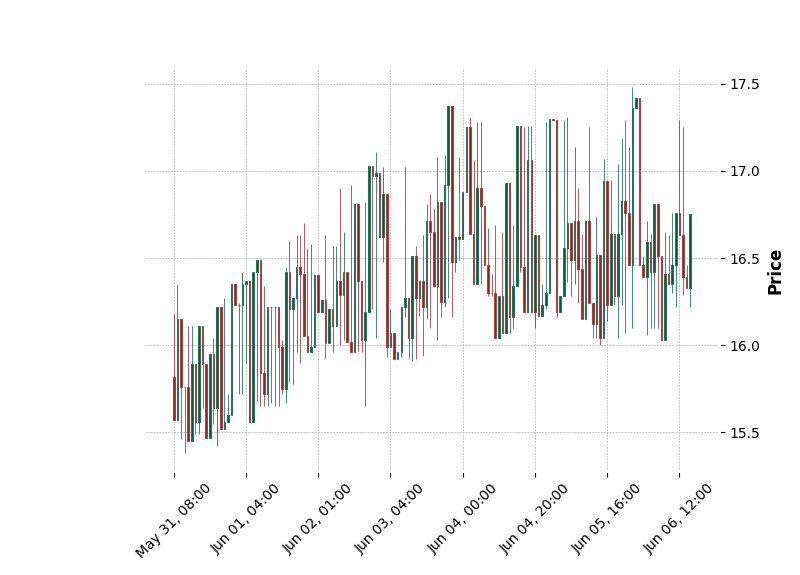 17.5
17.0
16.5
16.0
15.5
Price
May 31, 08:00
Jun 01, 04:00
Jun 02, 01:00
Jun 03, 04:00
Jun 04, 00:00
Jun 04, 20:00
Jun 05, 16:00
Jun 06, 12:00